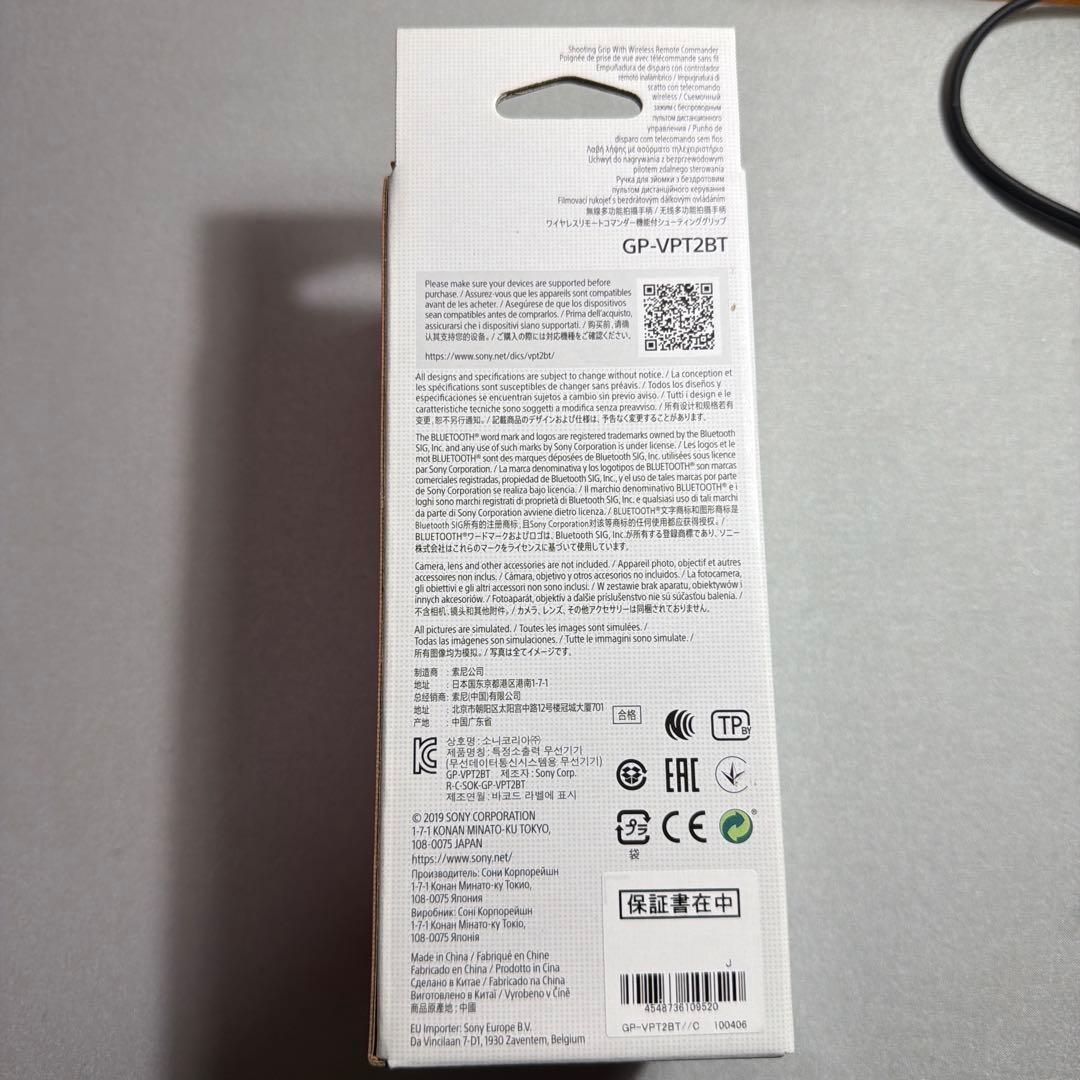 Shooting Grip With Wireless Remote Commander
Poignée de prise de vue avec télécommande sans fil
Empuñadura de disparo con controlador
remoto inalámbrico / Impugnatura di
scatto con telecomando
wireless / Съемочный
зажим с беспроводным
пультом дистанционного
управления / Punho de
disparo com telecomando sem fios
Λαβή λήψης με ασύρματο τηλεχειριστήριο
Uchwyt do nagrywania z bezprzewodowym
pilotem zdalnego sterowania
Ручка для зйомки з бездротовим
пультом дистанційного керування
Filmovací rukojeť s bezdrátovým dálkovým ovládáním
無線多功能拍攝手柄 / 无线多功能拍摄手柄
ワイヤレスリモートコマンダー機能付シューティンググリップ
GP-VPT2BT
Please make sure your devices are supported before
purchase. / Assurez-vous que les appareils sont compatibles
avant de les acheter. / Asegúrese de que los dispositivos
sean compatibles antes de comprarlos. / Prima dell'acquisto,
assicurarsi che i dispositivi siano supportati. / 购买前,请确
认其支持您的设备。/ ご購入の際には対応機種をご確認ください。
https://www.sony.net/dics/vpt2bt/
All designs and specifications are subject to change without notice. / La conception et
les spécifications sont susceptibles de changer sans préavis. / Todos los diseños y
especificaciones se encuentran sujetos a cambio sin previo aviso. / Tutti i design e le
caratteristiche tecniche sono soggetti a modifica senza preavviso. / 所有设计和规格若有
变更,恕不另行通知。/ 記載商品のデザインおよび仕様は、予告なく変更することがあります。
The BLUETOOTH® word mark and logos are registered trademarks owned by the Bluetooth
SIG, Inc. and any use of such marks by Sony Corporation is under license. / Les logos et le
mot BLUETOOTH® sont des marques déposées de Bluetooth SIG, Inc. utilisées sous licence
par Sony Corporation. / La marca denominativa y los logotipos de BLUETOOTH® son marcas
comerciales registradas, propiedad de Bluetooth SIG, Inc., y el uso de tales marcas por parte
de Sony Corporation se realiza bajo licencia. / Il marchio denominativo BLUETOOTH® e i
loghi sono marchi registrati di proprietà di Bluetooth SIG, Inc. e qualsiasi uso di tali marchi
da parte di Sony Corporation avviene dietro licenza. / BLUETOOTH®文字商标和图形商标是
Bluetooth SIG所有的注册商标,且Sony Corporation对该等商标的任何使用都应获得授权。/
BLUETOOTH®ワードマークおよびロゴは、Bluetooth SIG, Inc.が所有する登録商標であり、ソニー
株式会社はこれらのマークをライセンスに基づいて使用しています。
Camera, lens and other accessories are not included. / Appareil photo, objectif et autres
accessoires non inclus. / Cámara, objetivo y otros accesorios no incluidos. / La fotocamera,
gli obiettivi e gli altri accessori non sono inclusi. / W zestawie brak aparatu, obiektywów i
innych akcesoriów. / Fotoaparát, objektív a ďalšie príslušenstvo nie sú súčasťou balenia. /
不含相机、镜头和其他附件。/ カメラ、レンズ、その他アクセサリーは同梱されておりません。
All pictures are simulated. / Toutes les images sont simulées. /
Todas las imágenes son simulaciones. / Tutte le immagini sono simulate. /
所有图像均为模拟。/ 写真は全てイメージです。
制造商 : 索尼公司
地址 : 日本国东京都港区港南1-7-1
总经销商: 索尼(中国)有限公司
地址 : 北京市朝阳区太阳宫中路12号楼冠城大厦701
产地 : 中国广东省
合格
TP BY
상호명 : 소니코리아㈜
제품명칭 : 특정소출력 무선기기
(무선데이터통신시스템용 무선기기)
GP-VPT2BT 제조자 : Sony Corp.
R-C-SOK-GP-VPT2BT
제조연월 : 바코드 라벨에 표시
EAC
© 2019 SONY CORPORATION
1-7-1 KONAN MINATO-KU TOKYO,
108-0075 JAPAN
https://www.sony.net/
プラ
袋
CE
Производитель: Сони Корпорейшн
1-7-1 Конан Минато-ку Токио,
108-0075 Япония
Виробник: Соні Корпорейшн
1-7-1 Конан Мінато-ку Токіо,
108-0075 Японія
Made in China / Fabriqué en Chine
Fabricado en China / Prodotto in Cina
Сделано в Китае / Fabricado na China
Виготовлено в Китаї / Vyrobeno v Číně
商品原產地 : 中國
EU Importer: Sony Europe B.V.
Da Vincilaan 7-D1, 1930 Zaventem, Belgium
保証書在中
J
4548736109520
GP-VPT2BT//C 100406